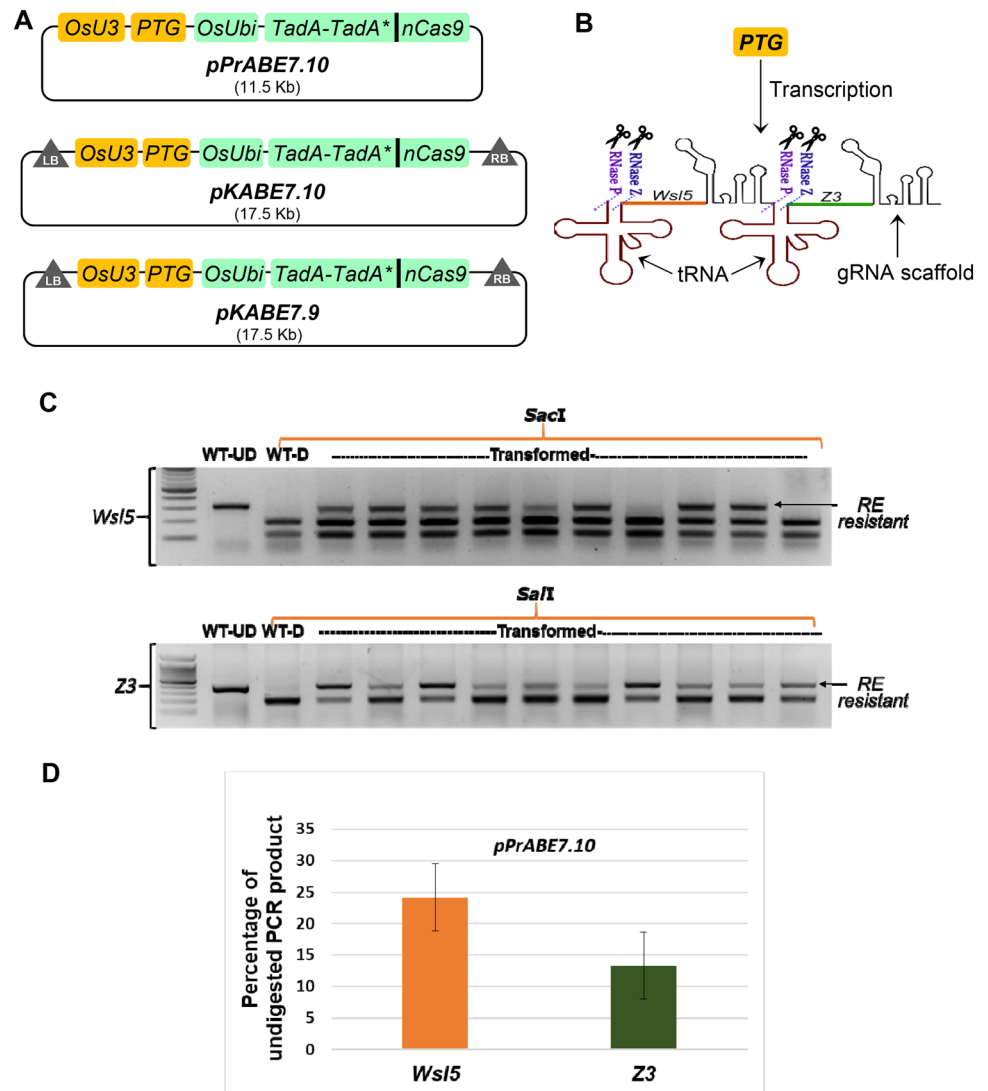 A
OsU3 PTG OsUbi TadA-TadA* nCas9
pPrABE7.10
(11.5 Kb)
LB OsU3 PTG OsUbi TadA-TadA* nCas9 RB
pKABE7.10
(17.5 Kb)
LB OsU3 PTG OsUbi TadA-TadA* nCas9 RB
pKABE7.9
(17.5 Kb)
B
PTG
Transcription
RNase P RNase Z RNase P RNase Z
Wsl5 Z3
tRNA gRNA scaffold
C
SacI
WT-UD WT-D Transformed
Wsl5 RE
resistant
SalI
WT-UD WT-D Transformed
Z3 RE
resistant
D
Percentage of
undigested PCR product
pPrABE7.10
35
30
25
20
15
10
5
0
Wsl5 Z3